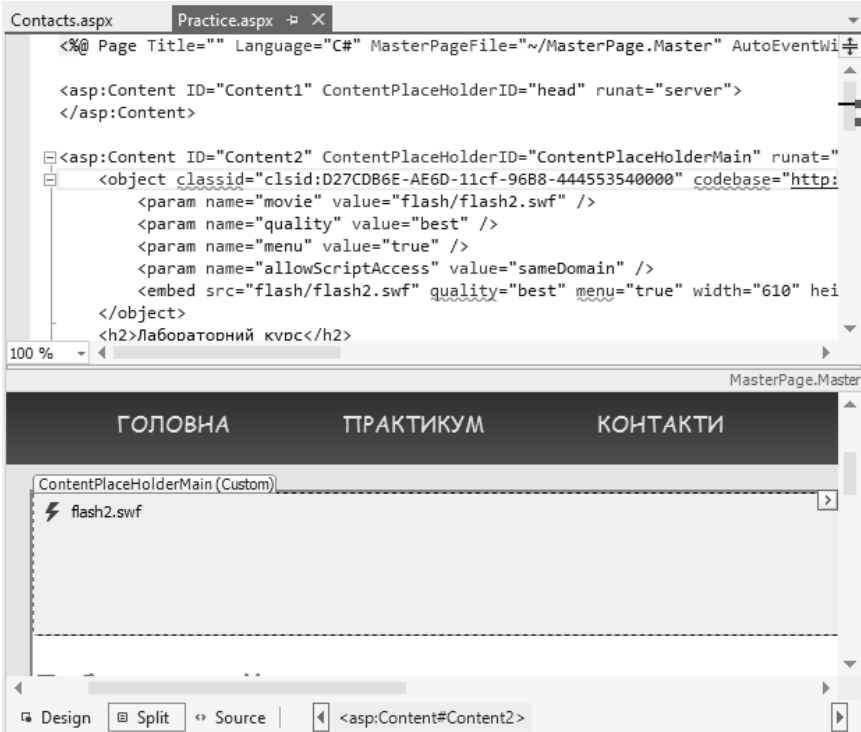 Contacts.aspx Practice.aspx
<%@ Page Title="" Language="C#" MasterPageFile="~/MasterPage.Master" AutoEventWi
<asp:Content ID="Content1" ContentPlaceHolderID="head" runat="server">
</asp:Content>
<asp:Content ID="Content2" ContentPlaceHolderID="ContentPlaceHolderMain" runat="
<object classid="clsid:D27CDB6E-AE6D-11cf-96B8-444553540000" codebase="http:
<param name="movie" value="flash/flash2.swf" />
<param name="quality" value="best" />
<param name="menu" value="true" />
<param name="allowScriptAccess" value="sameDomain" />
<embed src="flash/flash2.swf" quality="best" menu="true" width="610" hei
</object>
<h2>Лабораторний курс</h2>
100 %
MasterPage.Master
ГОЛОВНА ПРАКТИКУМ КОНТАКТИ
ContentPlaceHolderMain (Custom)
flash2.swf
Design Split Source <asp:Content#Content2>